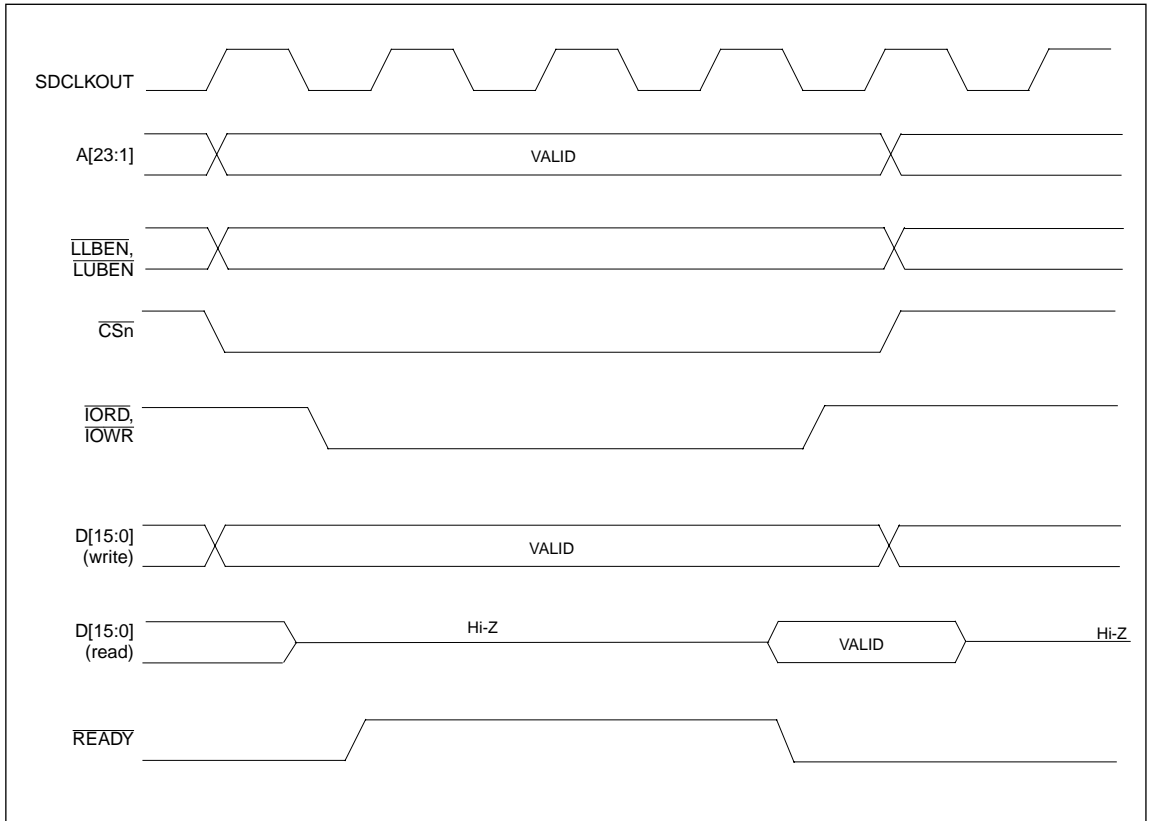 SDCLKOUT
A[23:1]
VALID
LLBEN,
LUBEN
CSn
IORD,
IOWR
D[15:0]
(write)
VALID
D[15:0]
(read)
Hi-Z
VALID
Hi-Z
READY